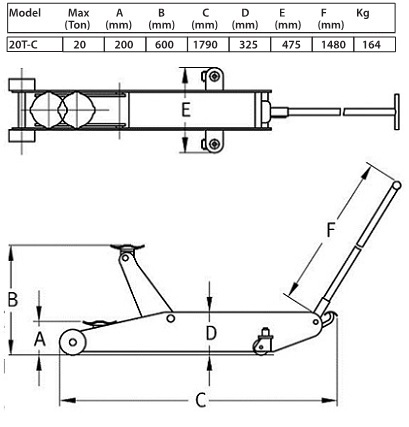 Model Max A B C D E F Kg
(Ton) (mm) (mm) (mm) (mm) (mm) (mm)
20T-C 20 200 600 1790 325 475 1480 164
E
F
B
A
D
C